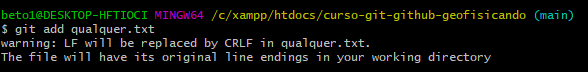 beto1@DESKTOP-HFTIOCI MINGW64 /c/xampp/htdocs/curso-git-github-geofisicando (main)
$ git add qualquer.txt
warning: LF will be replaced by CRLF in qualquer.txt.
The file will have its original line endings in your working directory